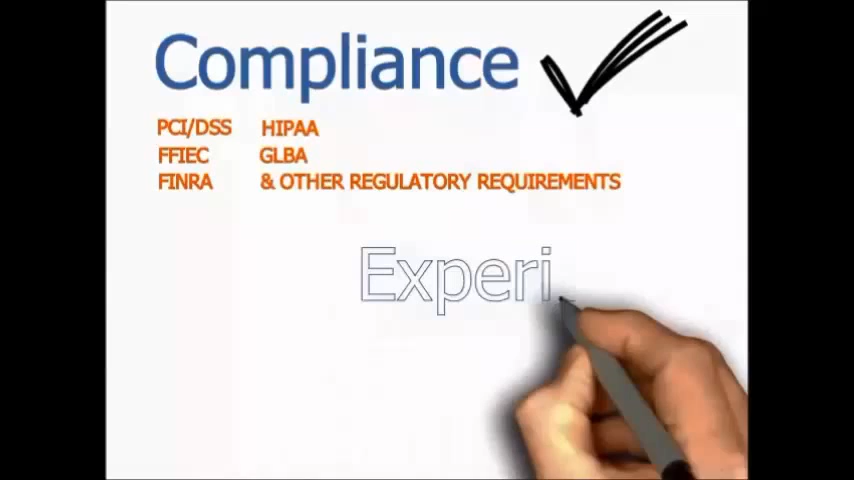 Compliance
PCI/DSS HIPAA
FFIEC GLBA
FINRA & OTHER REGULATORY REQUIREMENTS
Experi